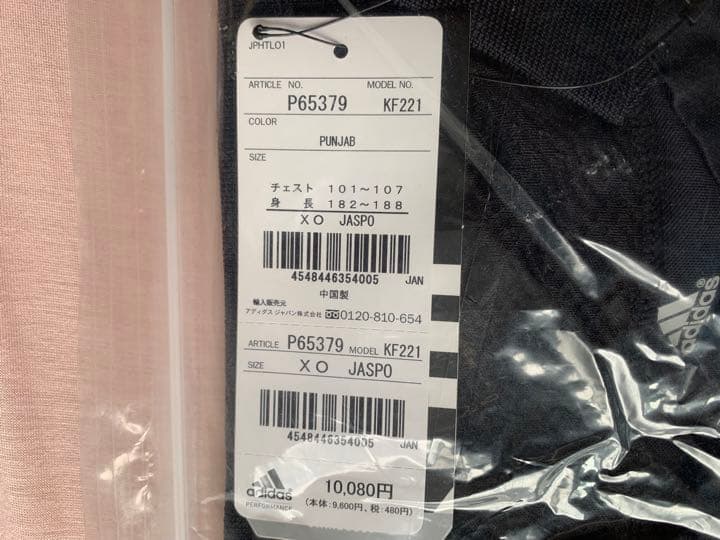 JPHTL01
ARTICLE NO. MODEL NO.
P65379 KF221
COLOR
PUNJAB
SIZE
チェスト 101〜107
身 長 182〜188
XO JASPO
4548446354005 JAN
中国製
輸入販売元
アディダス ジャパン株式会社 0120-810-654
ARTICLE P65379 MODEL KF221
SIZE XO JASPO
4548446354005 JAN
adidas
PERFORMANCE
10,080円
(本体:9,600円、税:480円)
adidas